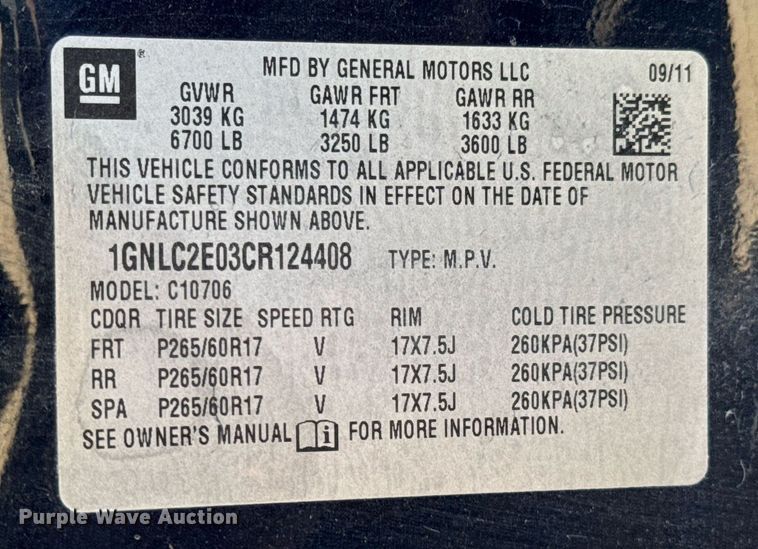 GM ®
MFD BY GENERAL MOTORS LLC 09/11
GVWR GAWR FRT GAWR RR
3039 KG 1474 KG 1633 KG
6700 LB 3250 LB 3600 LB
THIS VEHICLE CONFORMS TO ALL APPLICABLE U.S. FEDERAL MOTOR
VEHICLE SAFETY STANDARDS IN EFFECT ON THE DATE OF
MANUFACTURE SHOWN ABOVE.
1GNLC2E03CR124408 TYPE: M.P.V.
MODEL: C10706
CDQR TIRE SIZE SPEED RTG RIM COLD TIRE PRESSURE
FRT P265/60R17 V 17X7.5J 260KPA(37PSI)
RR P265/60R17 V 17X7.5J 260KPA(37PSI)
SPA P265/60R17 V 17X7.5J 260KPA(37PSI)
SEE OWNER'S MANUAL i FOR MORE INFORMATION.
Purple Wave Auction